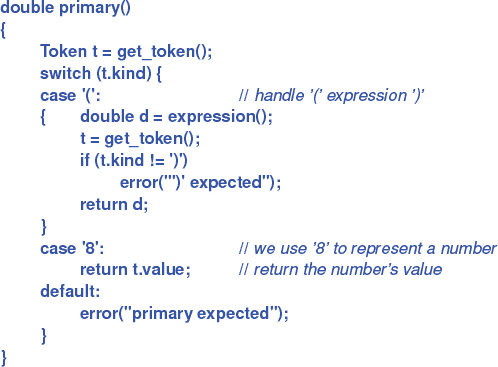 double primary()
{
Token t = get_token();
switch (t.kind) {
case '(': // handle ’(’ expression ’)’
{ double d = expression();
t = get_token();
if (t.kind != ')')
error("')' expected");
return d;
}
case '8': // we use ’8’ to represent a number
return t.value; // return the number’s value
default:
error("primary expected");
}
}